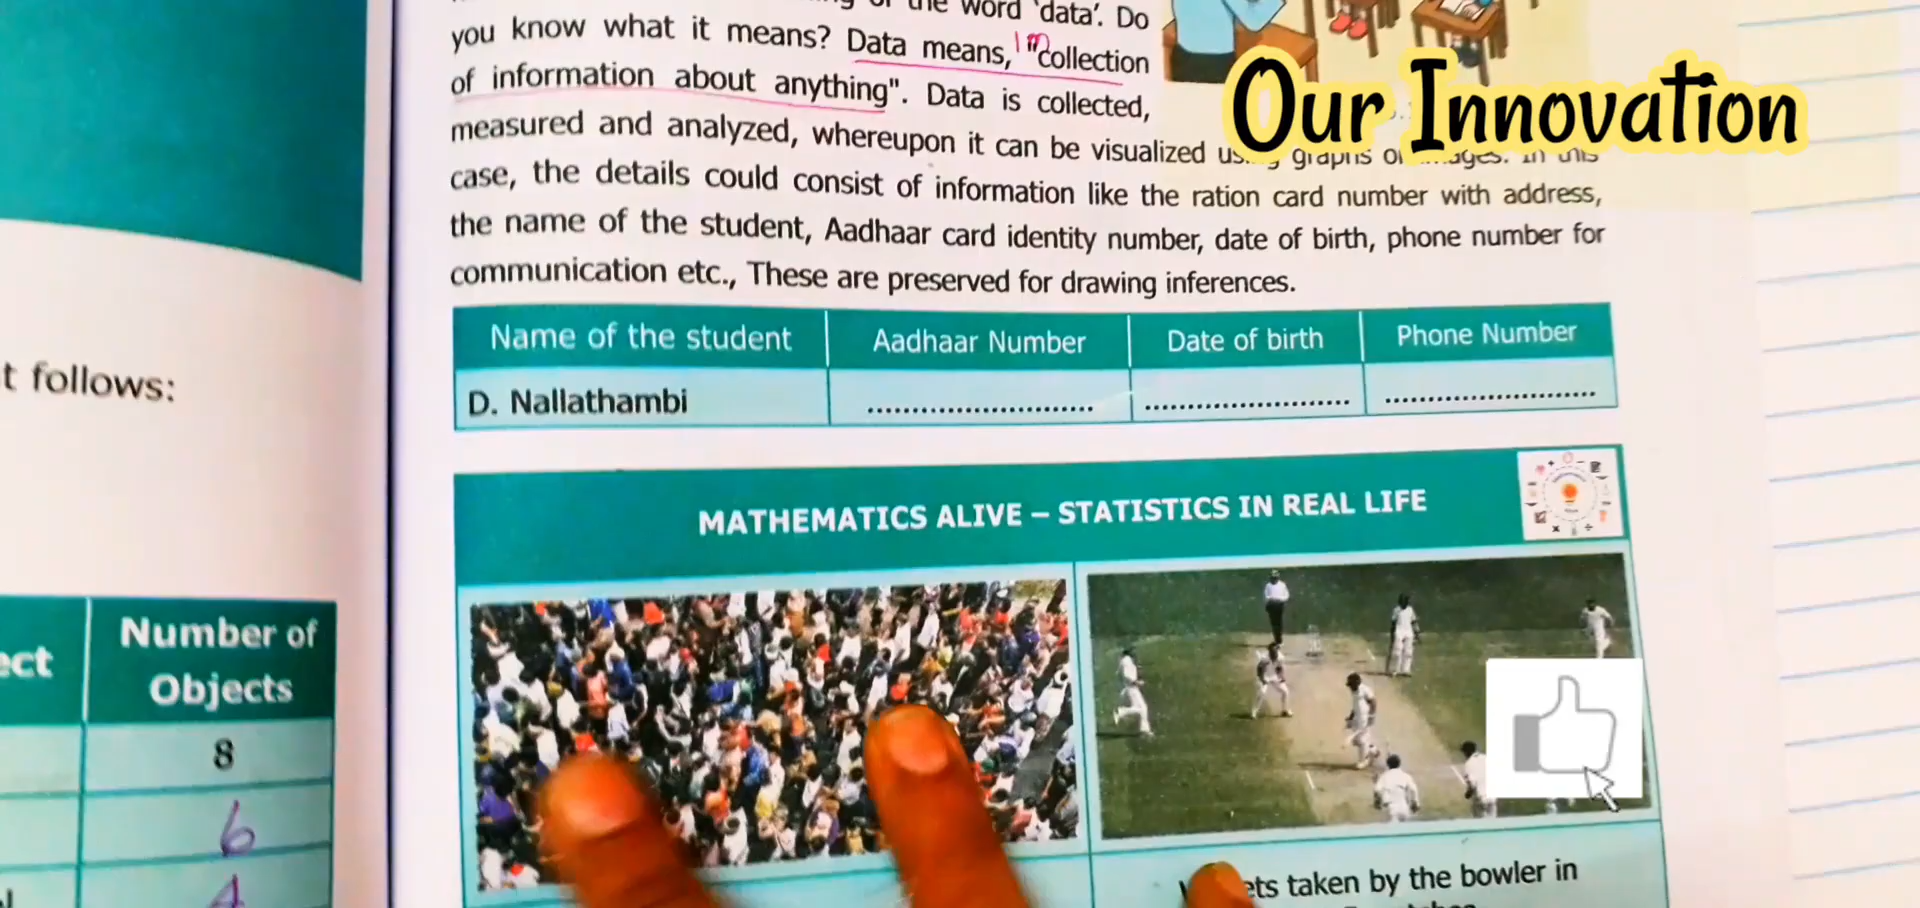 the word 'data'. Do
you know what it means? Data means, "collection
1m
of information about anything". Data is collected,
measured and analyzed, whereupon it can be visualized graphs
case, the details could consist of information like the ration card number with address,
the name of the student, Aadhaar card identity number, date of birth, phone number for
communication etc., These are preserved for drawing inferences.
Our Innovation
Name of the student Aadhaar Number Date of birth Phone Number
D. Nallathambi ........................ ........................ ........................
MATHEMATICS ALIVE – STATISTICS IN REAL LIFE
taken by the bowler in
t follows:
Number of
Objects
8
6
4